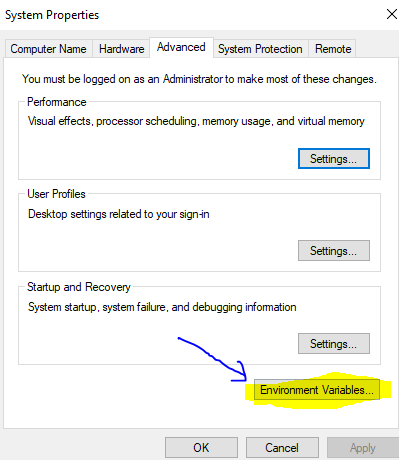 System Properties
Computer Name Hardware Advanced System Protection Remote
You must be logged on as an Administrator to make most of these changes.
Performance
Visual effects, processor scheduling, memory usage, and virtual memory
Settings...
User Profiles
Desktop settings related to your sign-in
Settings...
Startup and Recovery
System startup, system failure, and debugging information
Settings...
Environment Variables...
OK Cancel Apply